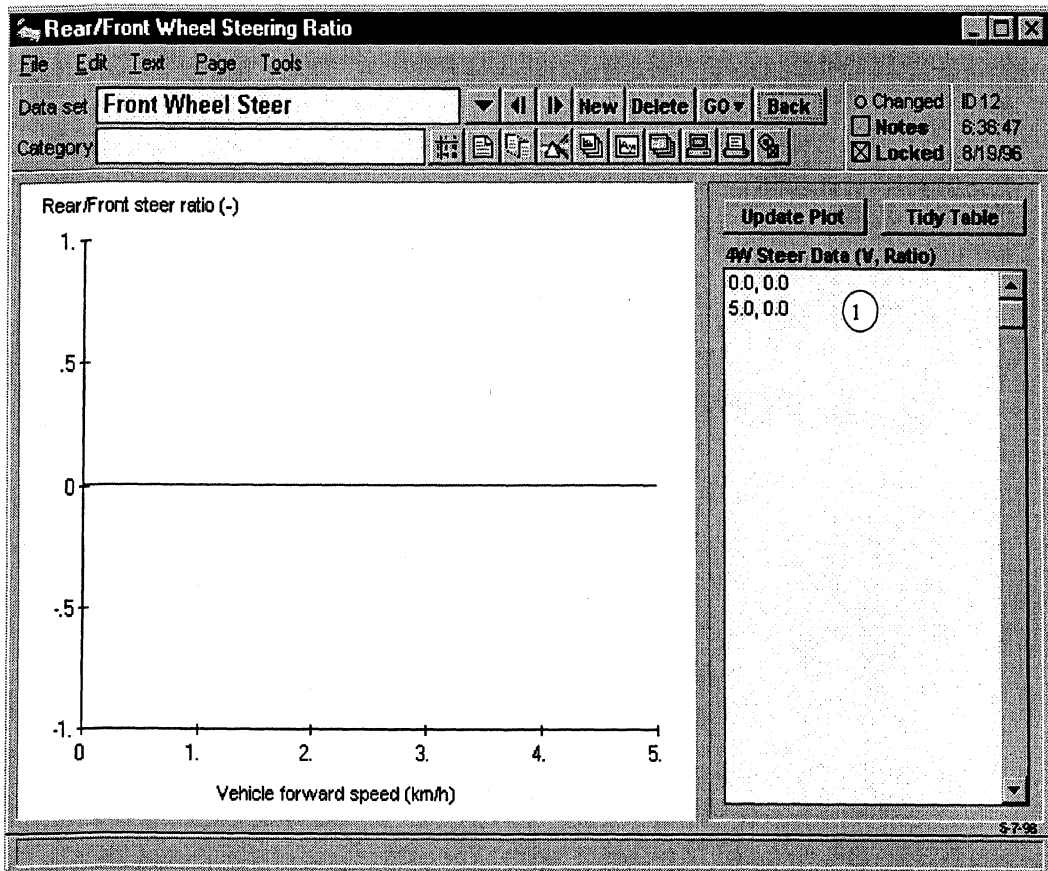 Rear/Front Wheel Steering Ratio
File Edit Text Page Tools
Data set Front Wheel Steer New Delete GO Back Changed ID 12
Notes 6:36:47
Category Locked 8/19/96
Rear/Front steer ratio (-)
Update Plot Tidy Table
4W Steer Data (V, Ratio)
0.0, 0.0
5.0, 0.0
1
1.
.5
0
-.5
-1.
0 1. 2. 3. 4. 5.
Vehicle forward speed (km/h)
S-7-98